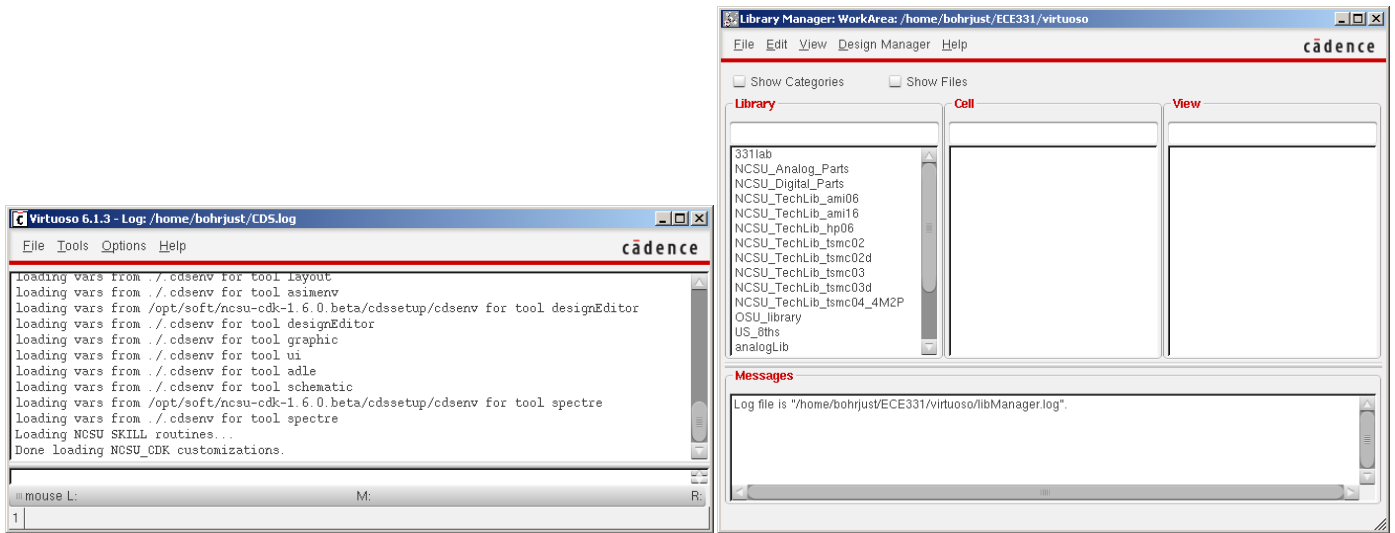 Virtuoso 6.1.3 - Log: /home/bohrjust/CDS.log
File Tools Options Help
cādence
loading vars from ./.cdsenv for tool layout
loading vars from ./.cdsenv for tool asimenv
loading vars from /opt/soft/ncsu-cdk-1.6.0.beta/cdssetup/cdsenv for tool designEditor
loading vars from ./.cdsenv for tool designEditor
loading vars from ./.cdsenv for tool graphic
loading vars from ./.cdsenv for tool ui
loading vars from ./.cdsenv for tool adle
loading vars from ./.cdsenv for tool schematic
loading vars from /opt/soft/ncsu-cdk-1.6.0.beta/cdssetup/cdsenv for tool spectre
loading vars from ./.cdsenv for tool spectre
Loading NCSU SKILL routines...
Done loading NCSU_CDK customizations.
mouse L: M: R:
1
Library Manager: WorkArea: /home/bohrjust/ECE331/virtuoso
File Edit View Design Manager Help
cādence
Show Categories Show Files
Library Cell View
331lab
NCSU_Analog_Parts
NCSU_Digital_Parts
NCSU_TechLib_ami06
NCSU_TechLib_ami16
NCSU_TechLib_hp06
NCSU_TechLib_tsmc02
NCSU_TechLib_tsmc02d
NCSU_TechLib_tsmc03
NCSU_TechLib_tsmc03d
NCSU_TechLib_tsmc04_4M2P
OSU_library
US_8ths
analogLib
Messages
Log file is "/home/bohrjust/ECE331/virtuoso/libManager.log".